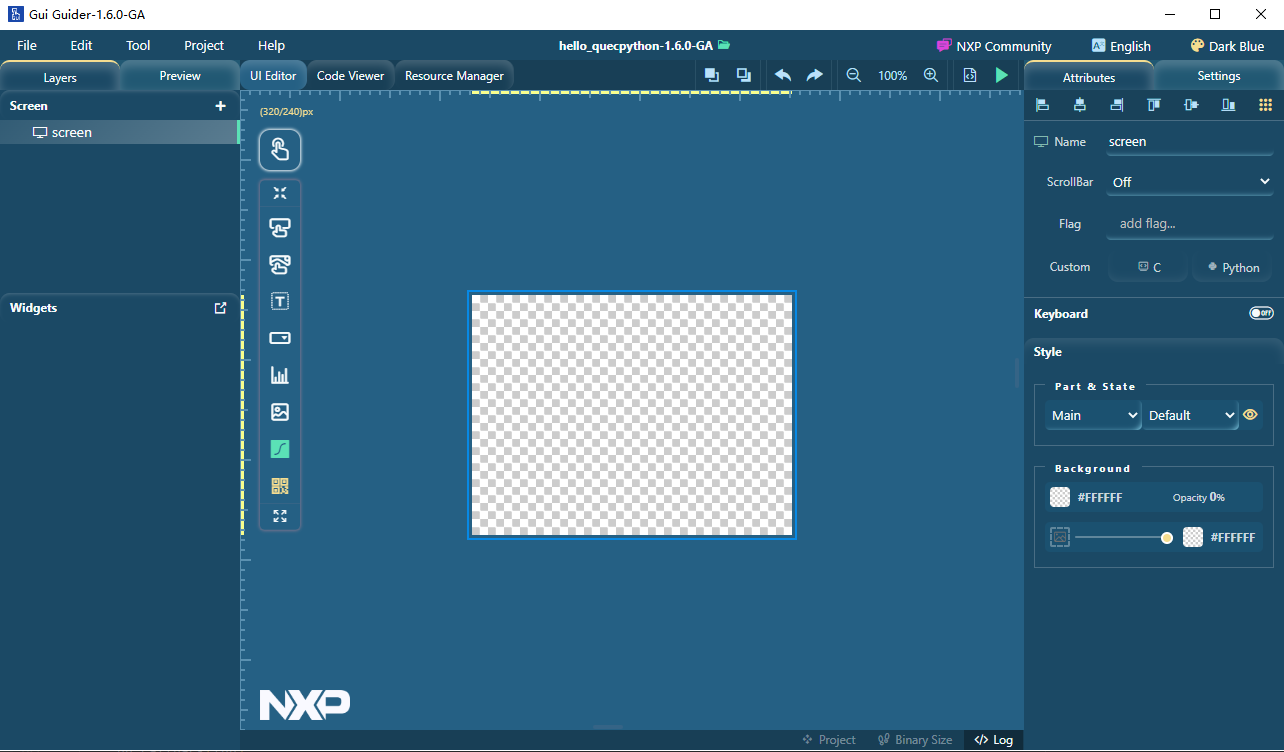 Gui Guider-1.6.0-GA
File Edit Tool Project Help hello_quecpython-1.6.0-GA NXP Community English Dark Blue
Layers Preview UI Editor Code Viewer Resource Manager 100% Attributes Settings
Screen +
screen
(320/240)px
Name screen
ScrollBar Off
Flag add flag...
Custom C Python
Widgets
Keyboard OFF
Style
Part & State
Main Default
Background
#FFFFFF Opacity 0%
#FFFFFF
NXP
Project Binary Size </> Log